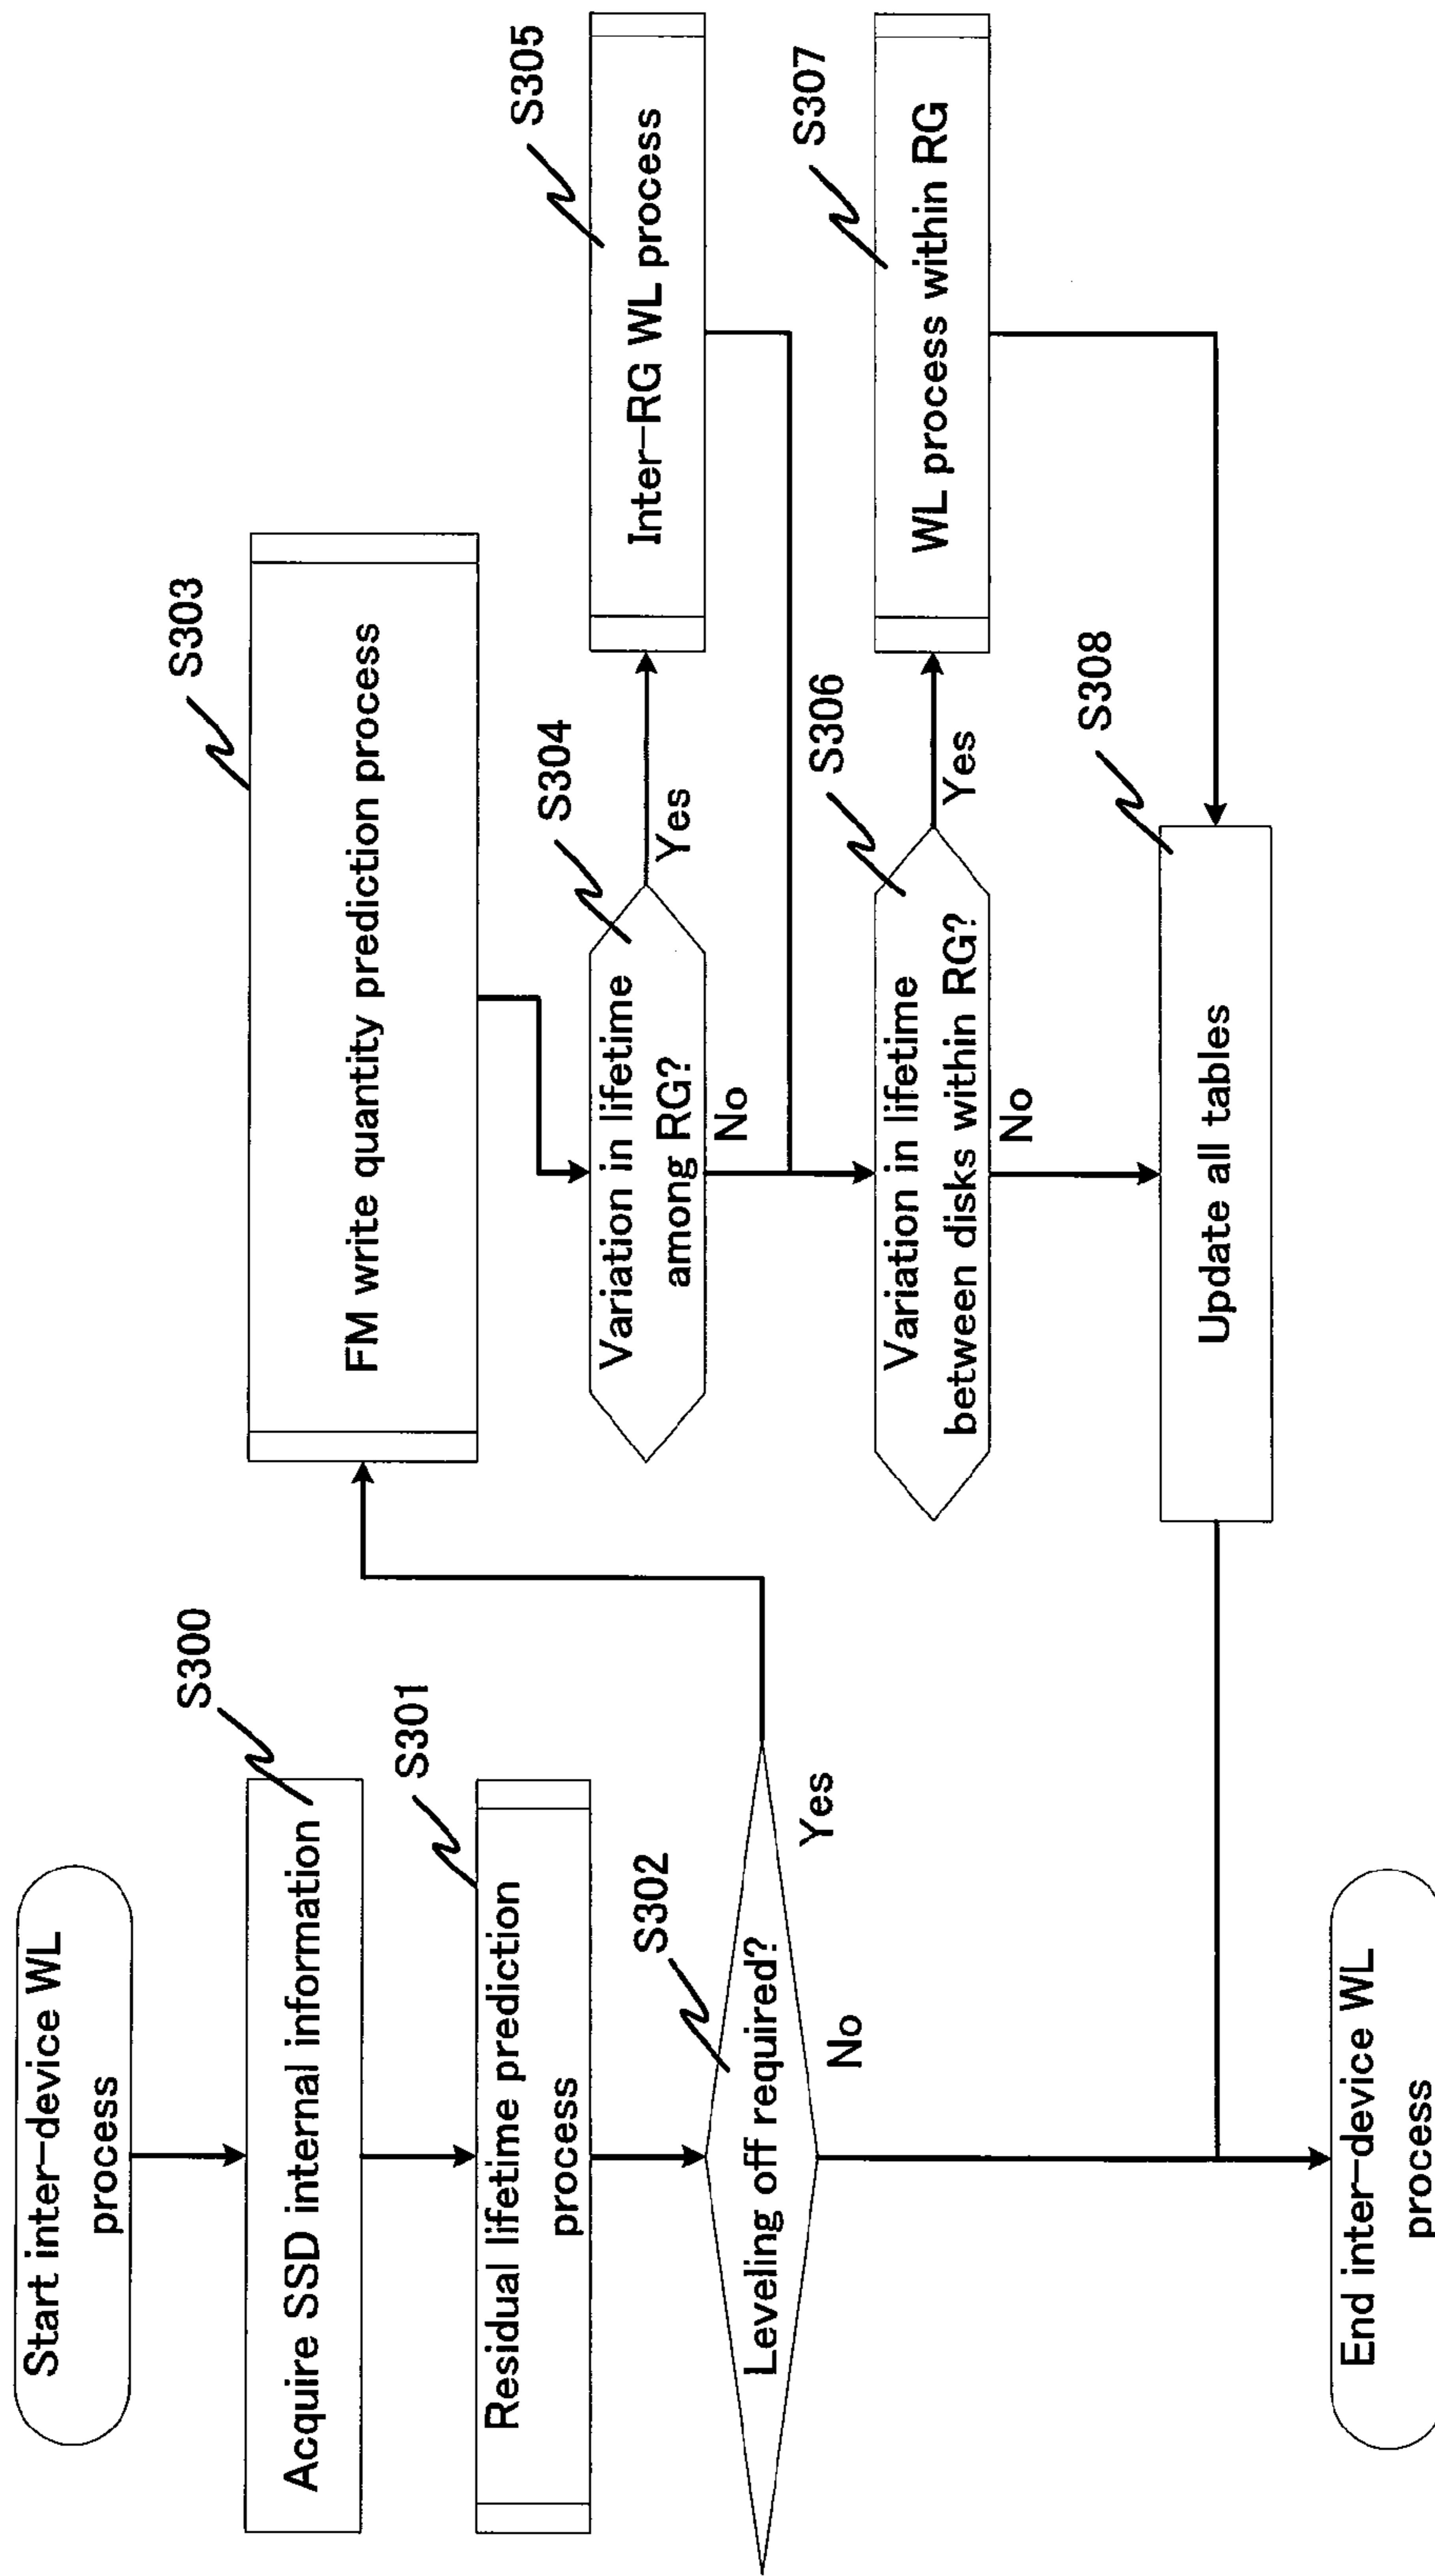 Start inter-device WL
process
S300
Acquire SSD internal information
S301
Residual lifetime prediction
process
S302
Leveling off required?
Yes
No
End inter-device WL
process
S303
FM write quantity prediction process
S304
Variation in lifetime
among RG?
Yes
No
S305
Inter-RG WL process
S306
Variation in lifetime
between disks within RG?
Yes
No
S307
WL process within RG
S308
Update all tables